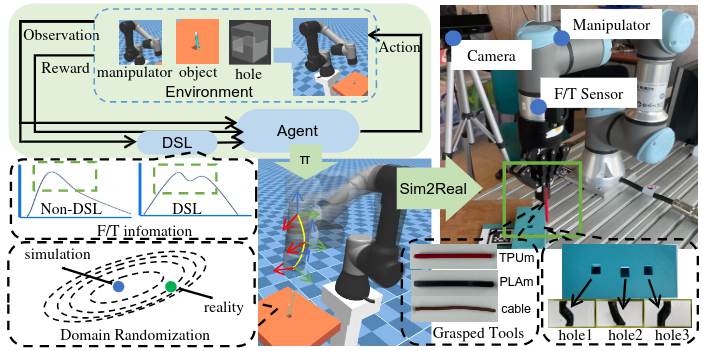 Observation
Reward
manipulator
object
hole
Environment
Action
DSL
Agent
π
Non-DSL
DSL
F/T infomation
simulation
reality
Domain Randomization
Sim2Real
Camera
Manipulator
F/T Sensor
TPUm
PLAm
cable
Grasped Tools
hole1
hole2
hole3